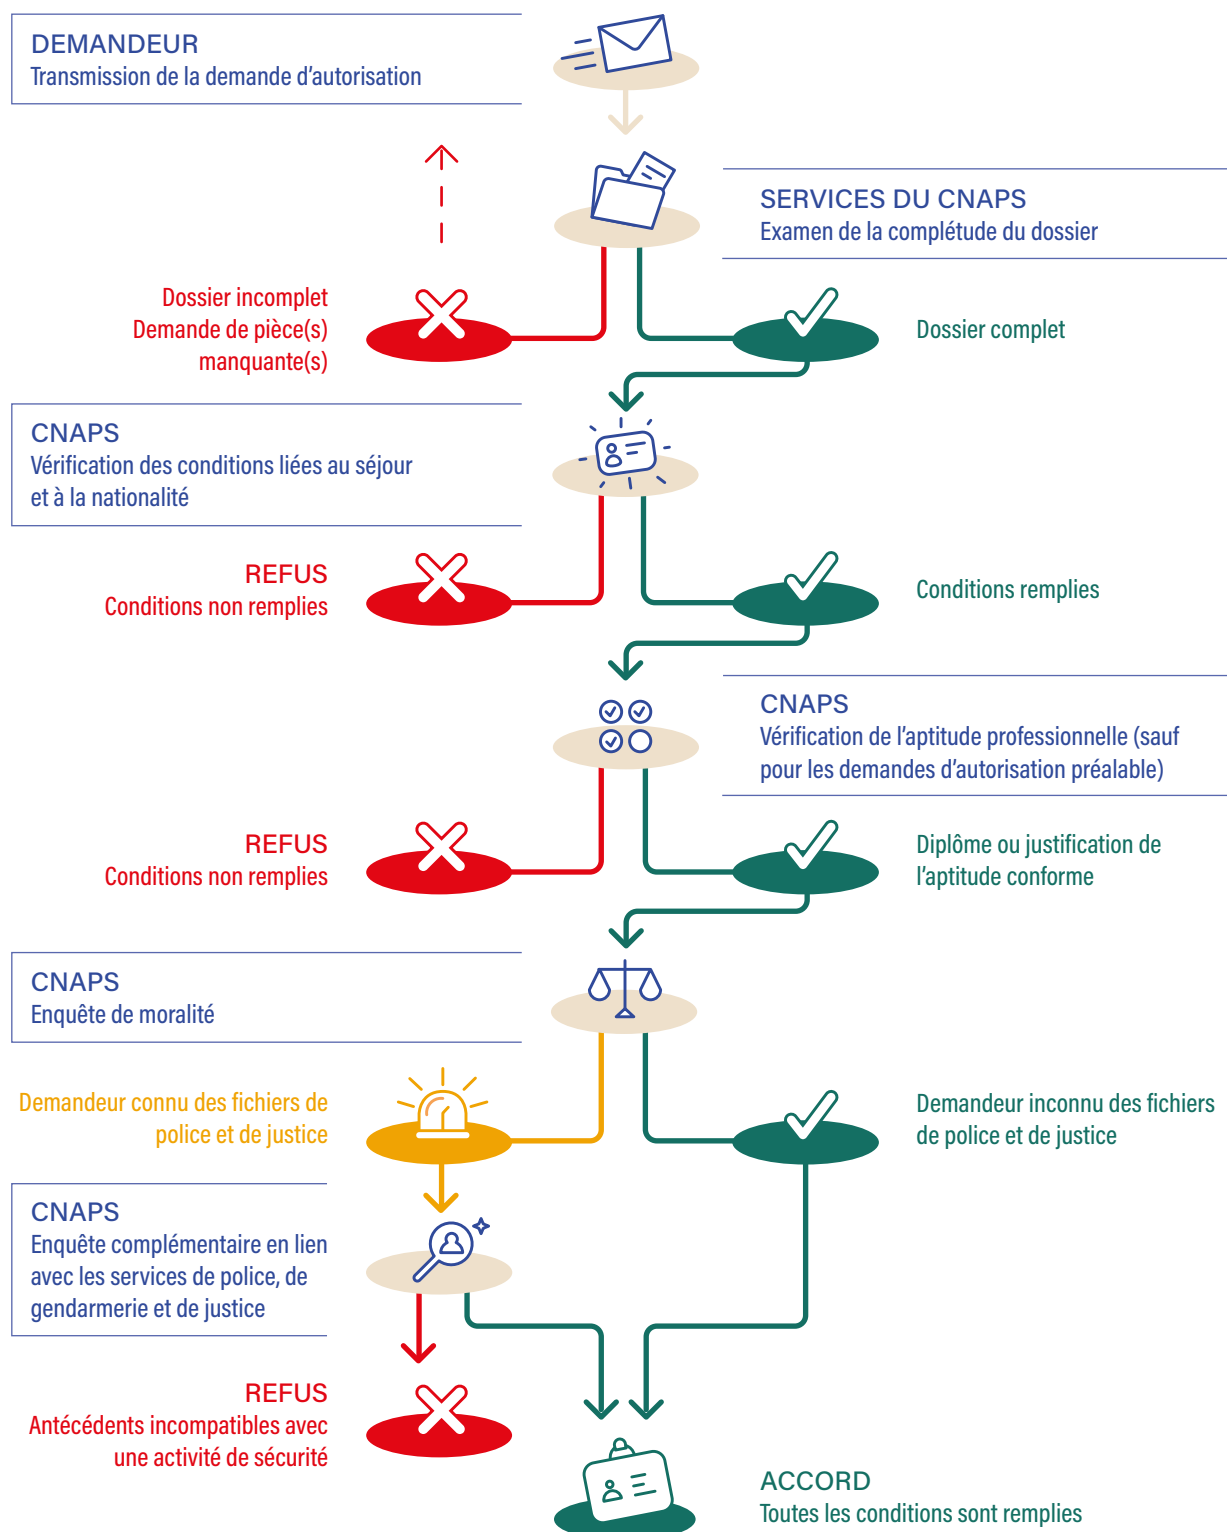 DEMANDEUR
Transmission de la demande d'autorisation
SERVICES DU CNAPS
Examen de la complétude du dossier
Dossier incomplet
Demande de pièce(s)
manquante(s)
Dossier complet
CNAPS
Vérification des conditions liées au séjour
et à la nationalité
REFUS
Conditions non remplies
Conditions remplies
CNAPS
Vérification de l'aptitude professionnelle (sauf
pour les demandes d'autorisation préalable)
REFUS
Conditions non remplies
Diplôme ou justification de
l'aptitude conforme
CNAPS
Enquête de moralité
Demandeur connu des fichiers de
police et de justice
Demandeur inconnu des fichiers
de police et de justice
CNAPS
Enquête complémentaire en lien
avec les services de police, de
gendarmerie et de justice
REFUS
Antécédents incompatibles avec
une activité de sécurité
ACCORD
Toutes les conditions sont remplies